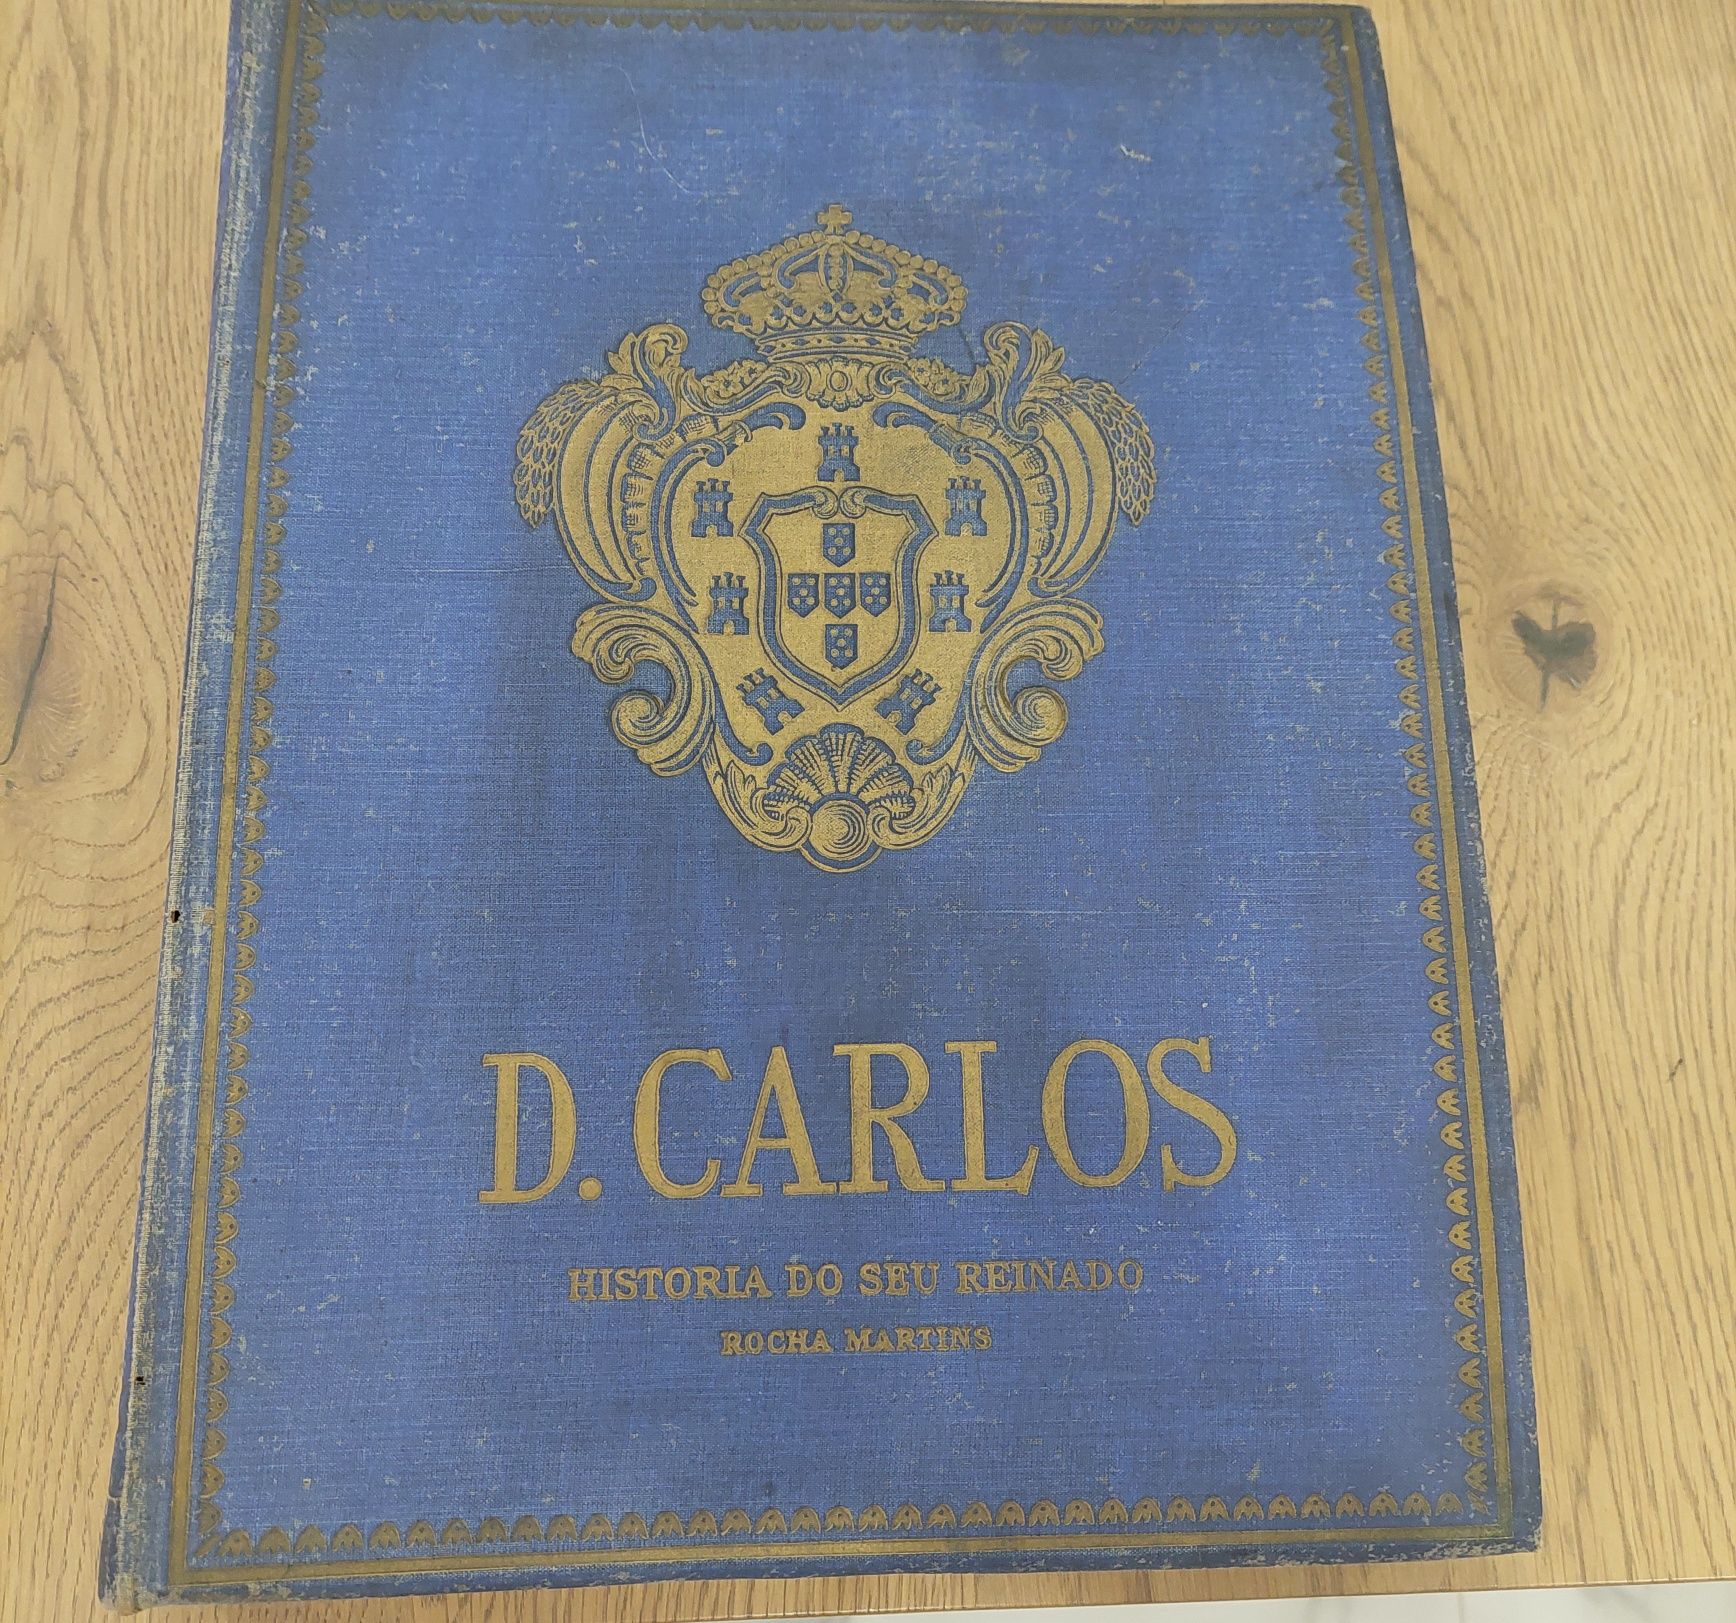 D. CARLOS
HISTORIA DO SEU REINADO
ROCHA MARTINS